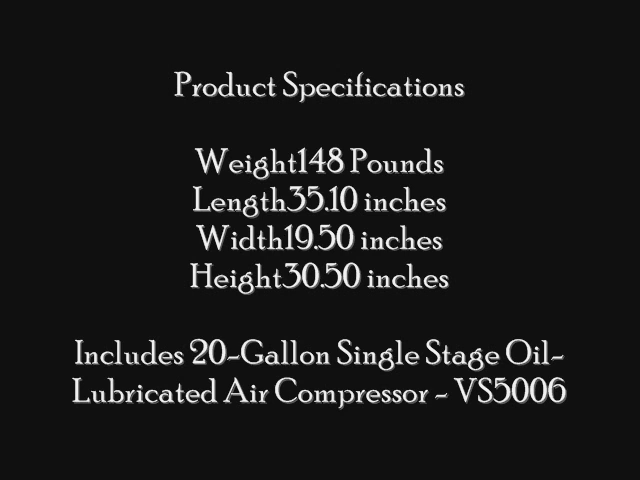 Product Specifications
Weight148 Pounds
Length35.10 inches
Width19.50 inches
Height30.50 inches
Includes 20-Gallon Single Stage Oil-
Lubricated Air Compressor - VS5006